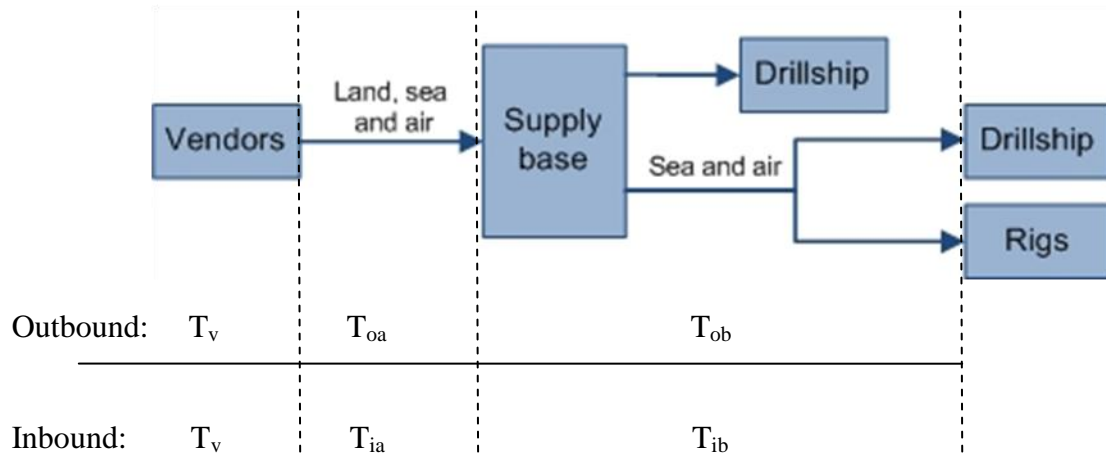 Drillship
Land, sea
and air
Vendors
Supply
base
Drillship
Sea and air
Rigs
Outbound: Tv Toa Tob
Inbound: Tv Tia Tib